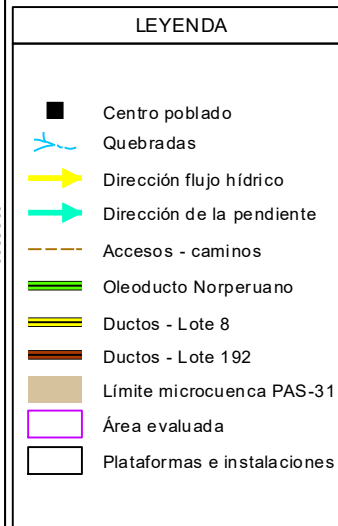 LEYENDA
Centro poblado
Quebradas
Dirección flujo hídrico
Dirección de la pendiente
Accesos - caminos
Oleoducto Norperuano
Ductos - Lote 8
Ductos - Lote 192
Límite microcuenca PAS-31
Área evaluada
Plataformas e instalaciones